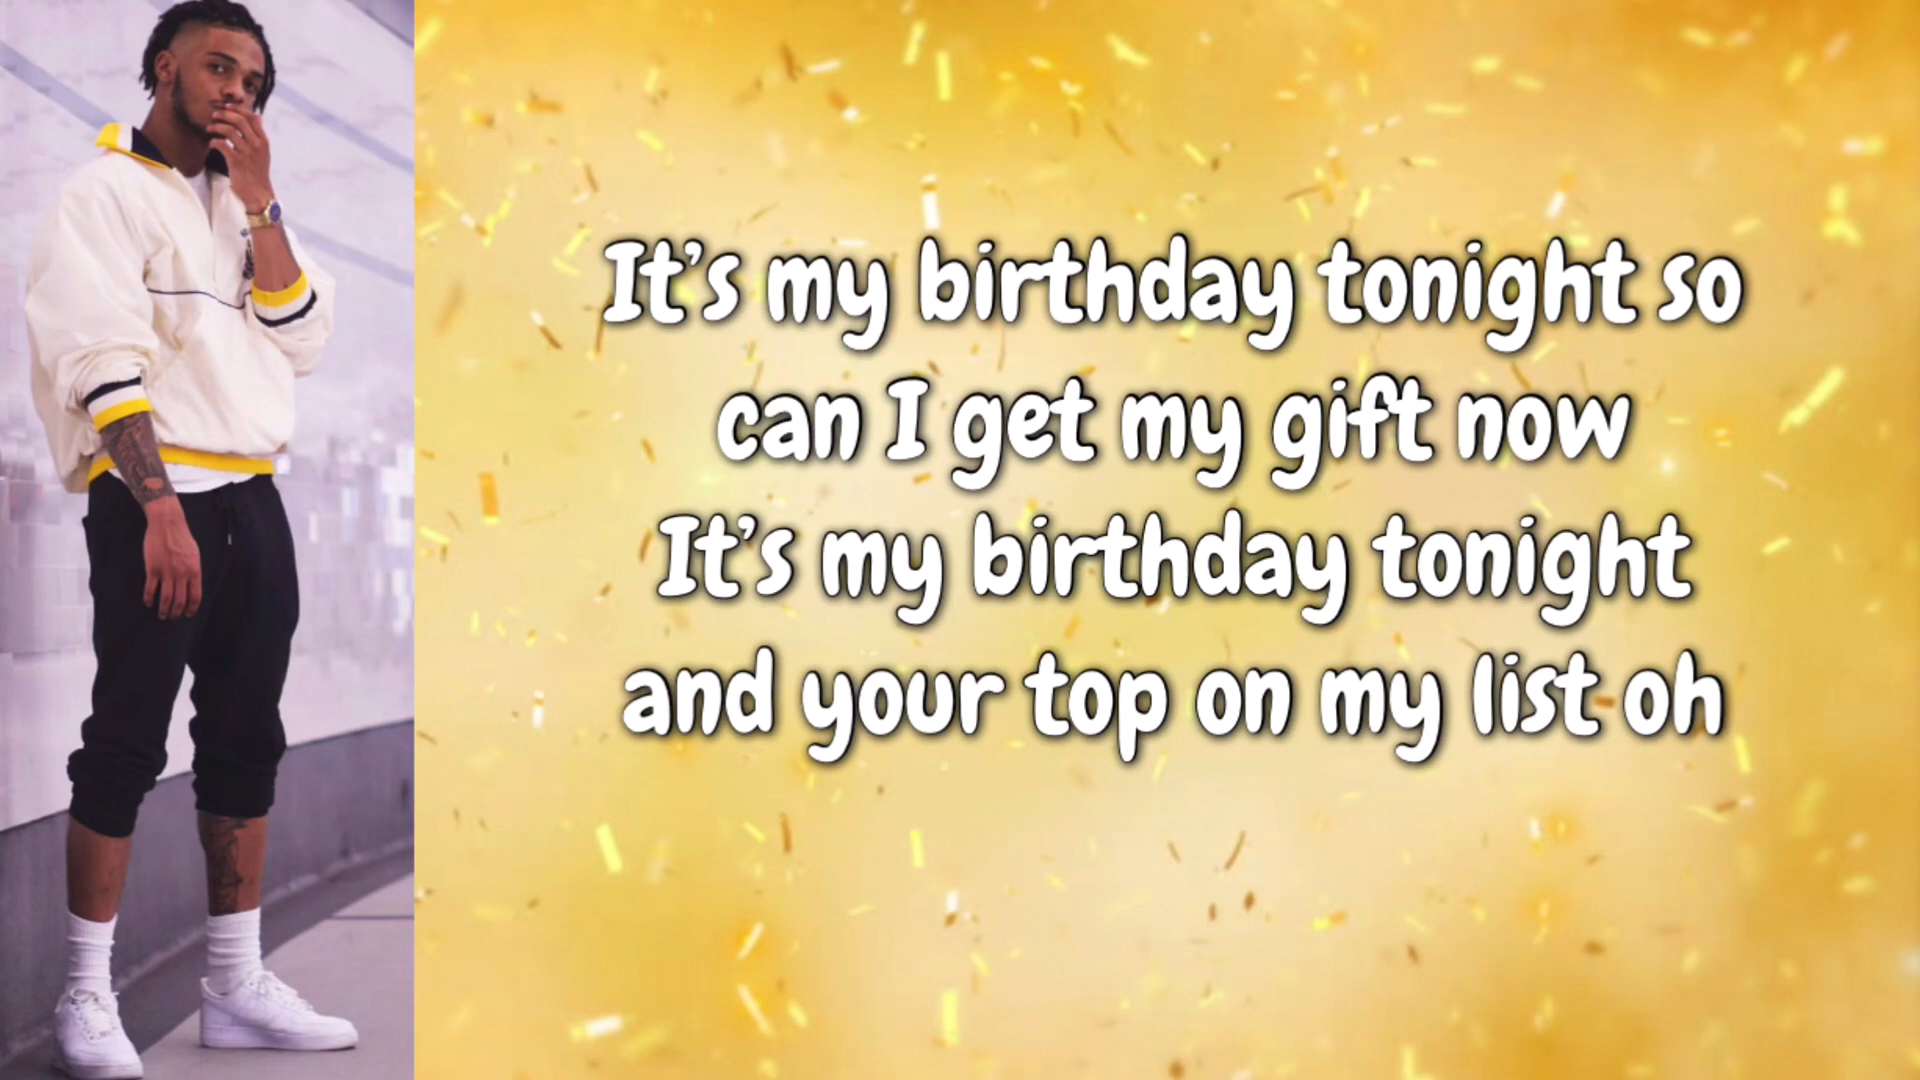 It's my birthday tonight so
can I get my gift now
It's my birthday tonight
and your top on my list oh